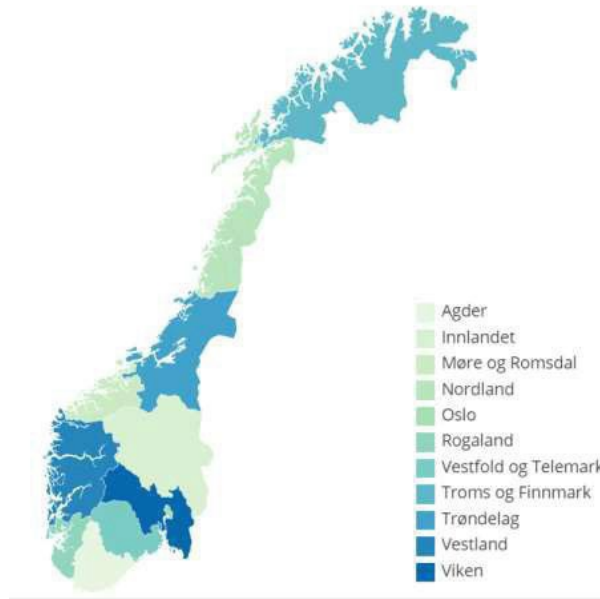 Agder
Innlandet
Møre og Romsdal
Nordland
Oslo
Rogaland
Vestfold og Telemark
Troms og Finnmark
Trøndelag
Vestland
Viken